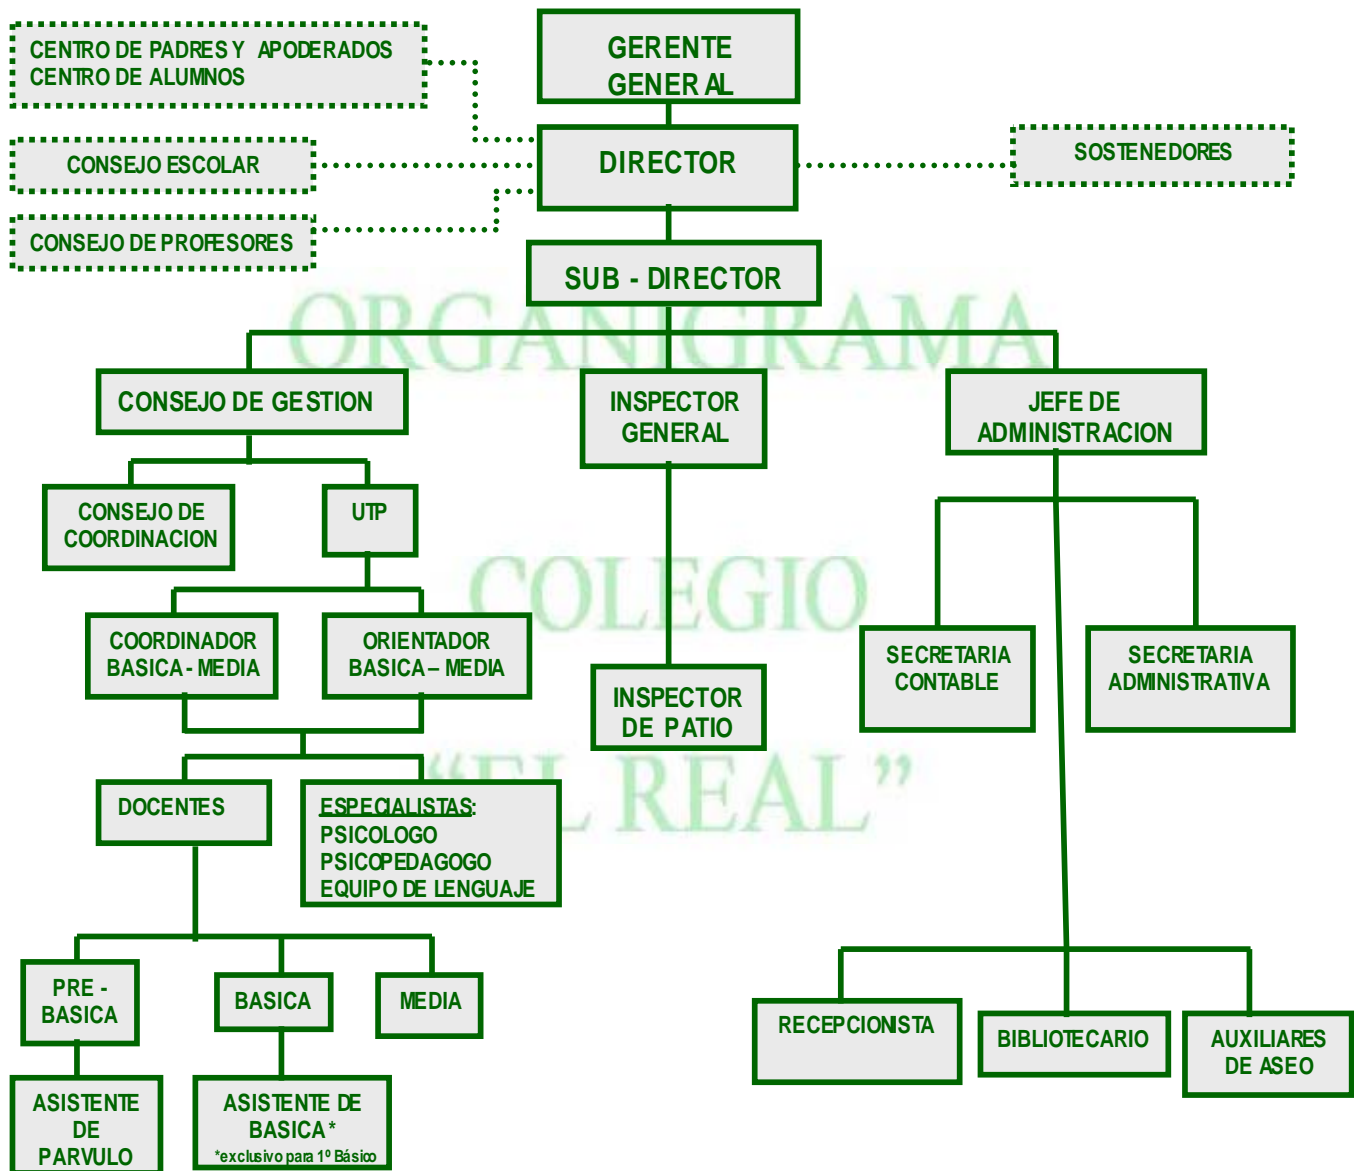 CENTRO DE PADRES Y APODERADOS
CENTRO DE ALUMNOS
GERENTE
GENERAL
CONSEJO ESCOLAR
DIRECTOR
SOSTENEDORES
CONSEJO DE PROFESORES
SUB - DIRECTOR
ORGANIGRAMA
CONSEJO DE GESTION
INSPECTOR
GENERAL
JEFE DE
ADMINISTRACION
CONSEJO DE
COORDINACION
UTP
COLEGIO
COORDINADOR
BASICA - MEDIA
ORIENTADOR
BASICA – MEDIA
INSPECTOR
DE PATIO
SECRETARIA
CONTABLE
SECRETARIA
ADMINISTRATIVA
“EL REAL”
DOCENTES
ESPECIALISTAS:
PSICOLOGO
PSICOPEDAGOGO
EQUIPO DE LENGUAJE
PRE -
BASICA
BASICA
MEDIA
RECEPCIONISTA
BIBLIOTECARIO
AUXILIARES
DE ASEO
ASISTENTE
DE
PARVULO
ASISTENTE DE
BASICA *
*exclusivo para 1º Básico